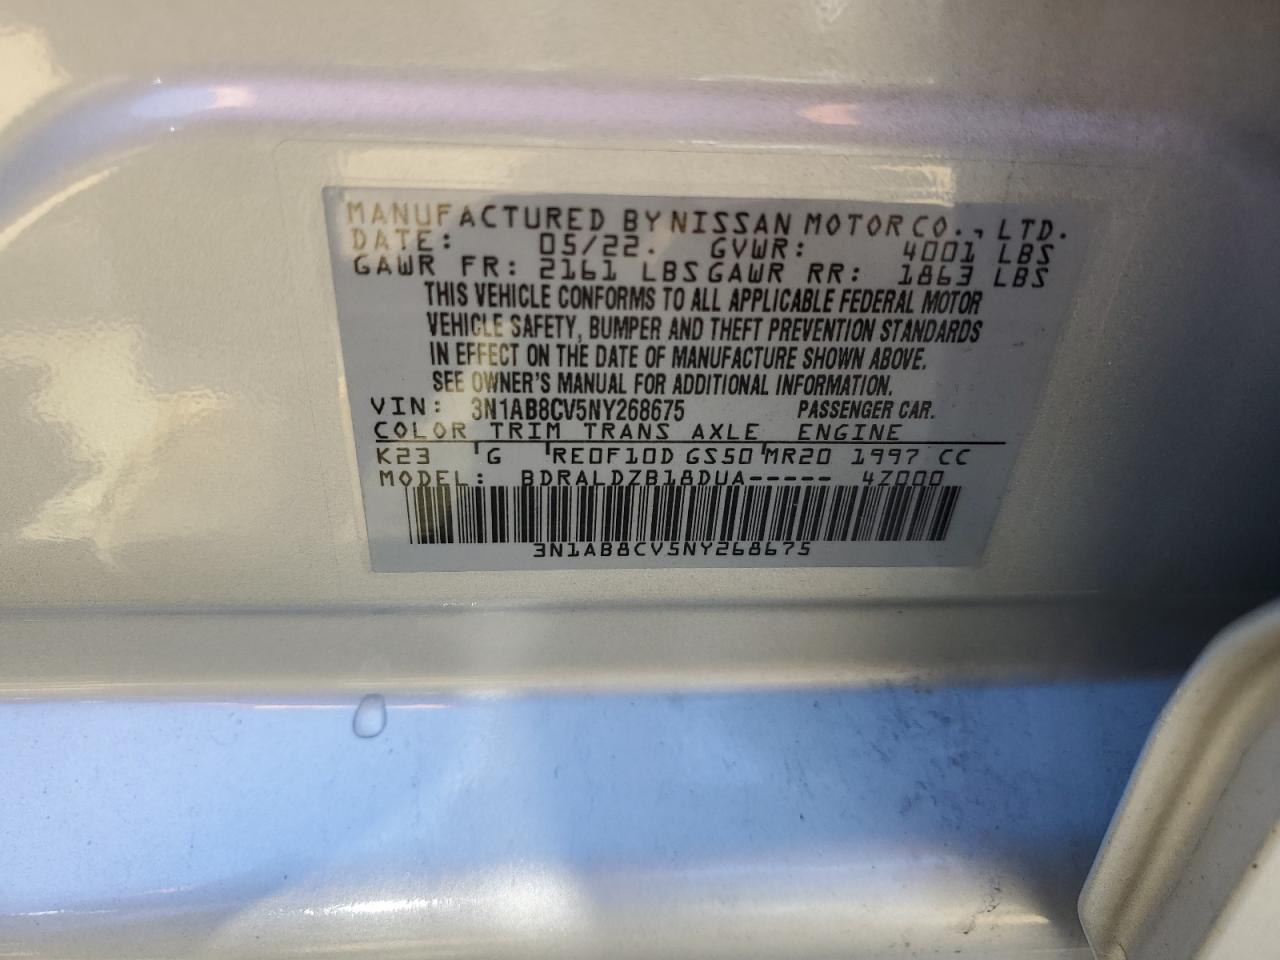 MANUFACTURED BY NISSAN MOTOR CO., LTD.
DATE: 05/22. GVWR: 4001 LBS
GAWR FR: 2161 LBS GAWR RR: 1863 LBS
THIS VEHICLE CONFORMS TO ALL APPLICABLE FEDERAL MOTOR
VEHICLE SAFETY, BUMPER AND THEFT PREVENTION STANDARDS
IN EFFECT ON THE DATE OF MANUFACTURE SHOWN ABOVE.
SEE OWNER'S MANUAL FOR ADDITIONAL INFORMATION.
VIN: 3N1AB8CV5NY268675 PASSENGER CAR.
COLOR TRIM TRANS AXLE ENGINE
K23 'G 'RE0F10D GS50 'MR20 1997 CC
MODEL: BDRALDZB18DUA----- 4Z000
3N1AB8CV5NY268675